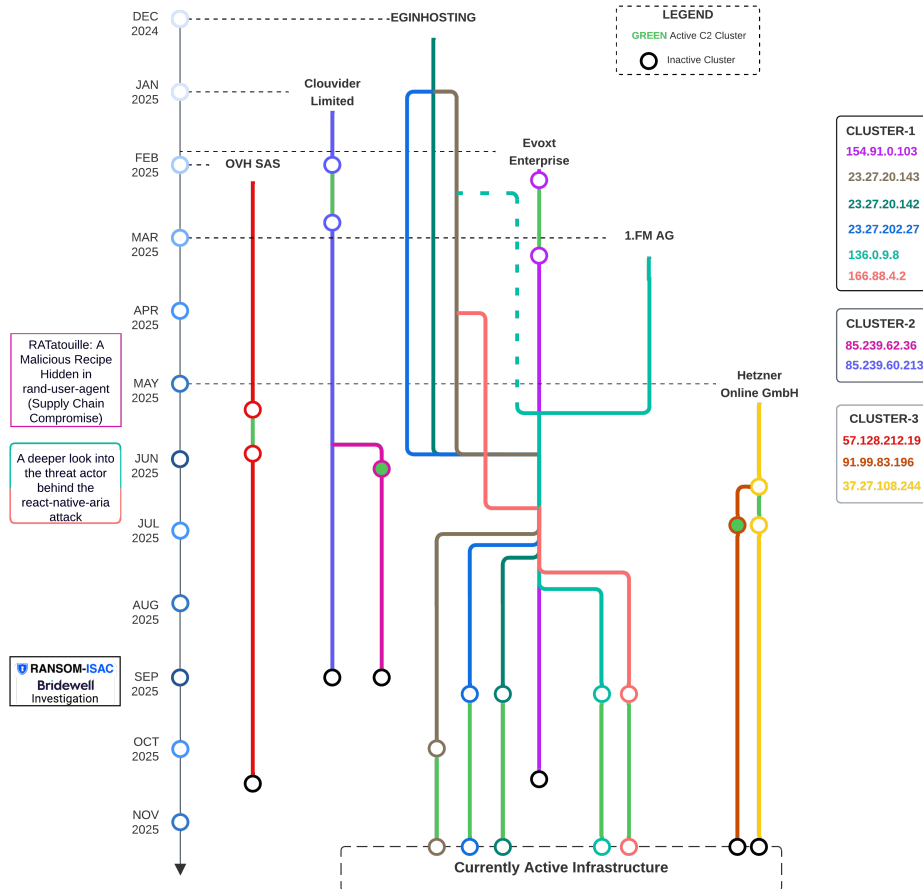 DEC
2024
EGINHOSTING
LEGEND
GREEN Active C2 Cluster
Inactive Cluster
JAN
2025
Clouvider
Limited
CLUSTER-1
154.91.0.103
23.27.20.143
23.27.20.142
23.27.202.27
136.0.9.8
166.88.4.2
FEB
2025
OVH SAS
Evoxt
Enterprise
MAR
2025
1.FM AG
APR
2025
CLUSTER-2
85.239.62.36
85.239.60.213
RATatouille: A
Malicious Recipe
Hidden in
rand-user-agent
(Supply Chain
Compromise)
MAY
2025
Hetzner
Online GmbH
CLUSTER-3
57.128.212.19
91.99.83.196
37.27.108.244
A deeper look into
the threat actor
behind the
react-native-aria
attack
JUN
2025
JUL
2025
AUG
2025
RANSOM-ISAC
Bridewell
Investigation
SEP
2025
OCT
2025
NOV
2025
Currently Active Infrastructure